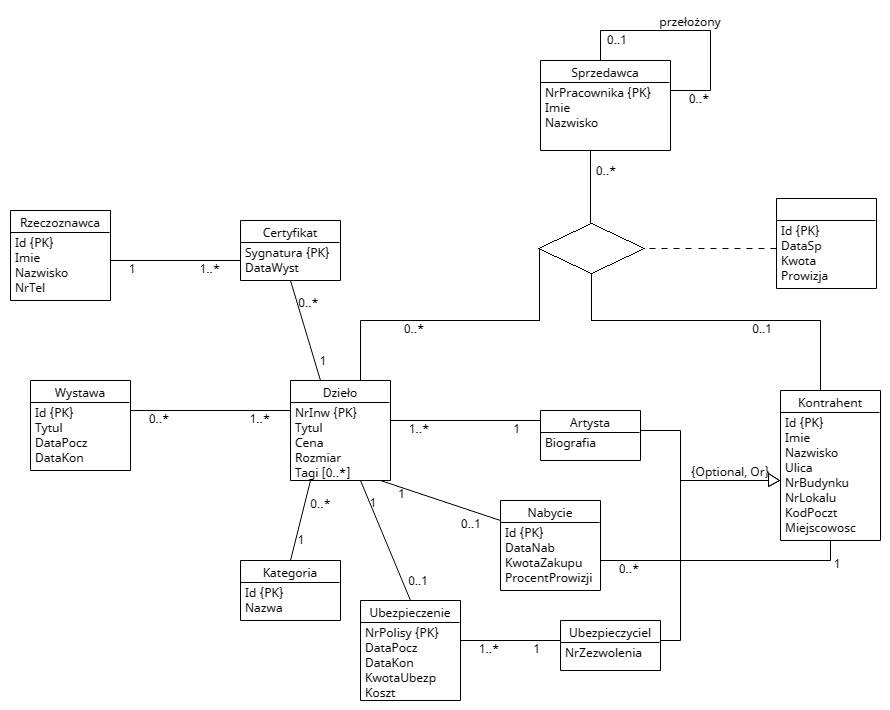 przełożony
0..1
Sprzedawca
NrPracownika {PK}
Imie
Nazwisko
0..*
0..*
Id {PK}
DataSp
Kwota
Prowizja
Rzeczoznawca
Id {PK}
Imie
Nazwisko
NrTel
1
1..*
Certyfikat
Sygnatura {PK}
DataWyst
0..*
1
0..*
0..1
Wystawa
Id {PK}
Tytul
DataPocz
DataKon
0..*
1..*
Dzieło
NrInw {PK}
Tytul
Cena
Rozmiar
Tagi [0..*]
1..*
1
Artysta
Biografia
{Optional, Or}
Kontrahent
Id {PK}
Imie
Nazwisko
Ulica
NrBudynku
NrLokalu
KodPoczt
Miejscowosc
0..*
1
1
1
0..1
Nabycie
Id {PK}
DataNab
KwotaZakupu
ProcentProwizji
0..*
1
Kategoria
Id {PK}
Nazwa
0..1
Ubezpieczenie
NrPolisy {PK}
DataPocz
DataKon
KwotaUbezp
Koszt
1..*
1
Ubezpieczyciel
NrZezwolenia